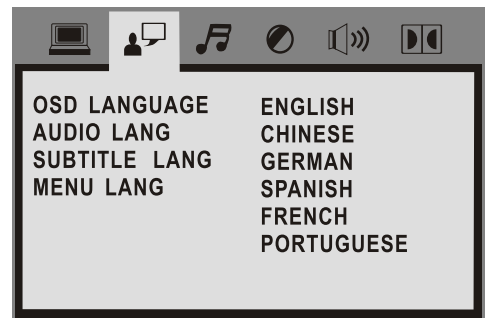 OSD LANGUAGE ENGLISH
AUDIO LANG CHINESE
SUBTITLE LANG GERMAN
MENU LANG SPANISH
FRENCH
PORTUGUESE